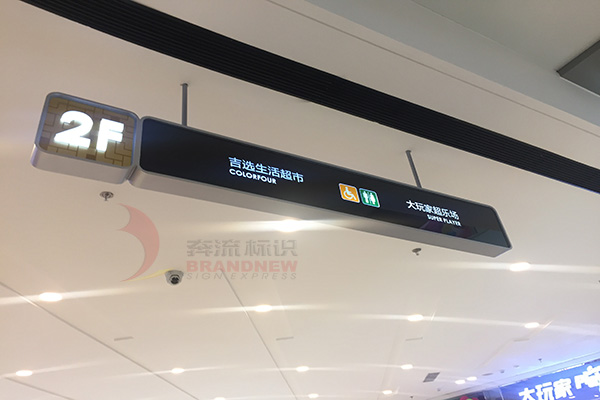 2F
吉选生活超市
COLORFOUR
大玩家超乐场
SUPER PLAYER
奔流标识
BRANDNEW
SIGN EXPRESS
大玩家